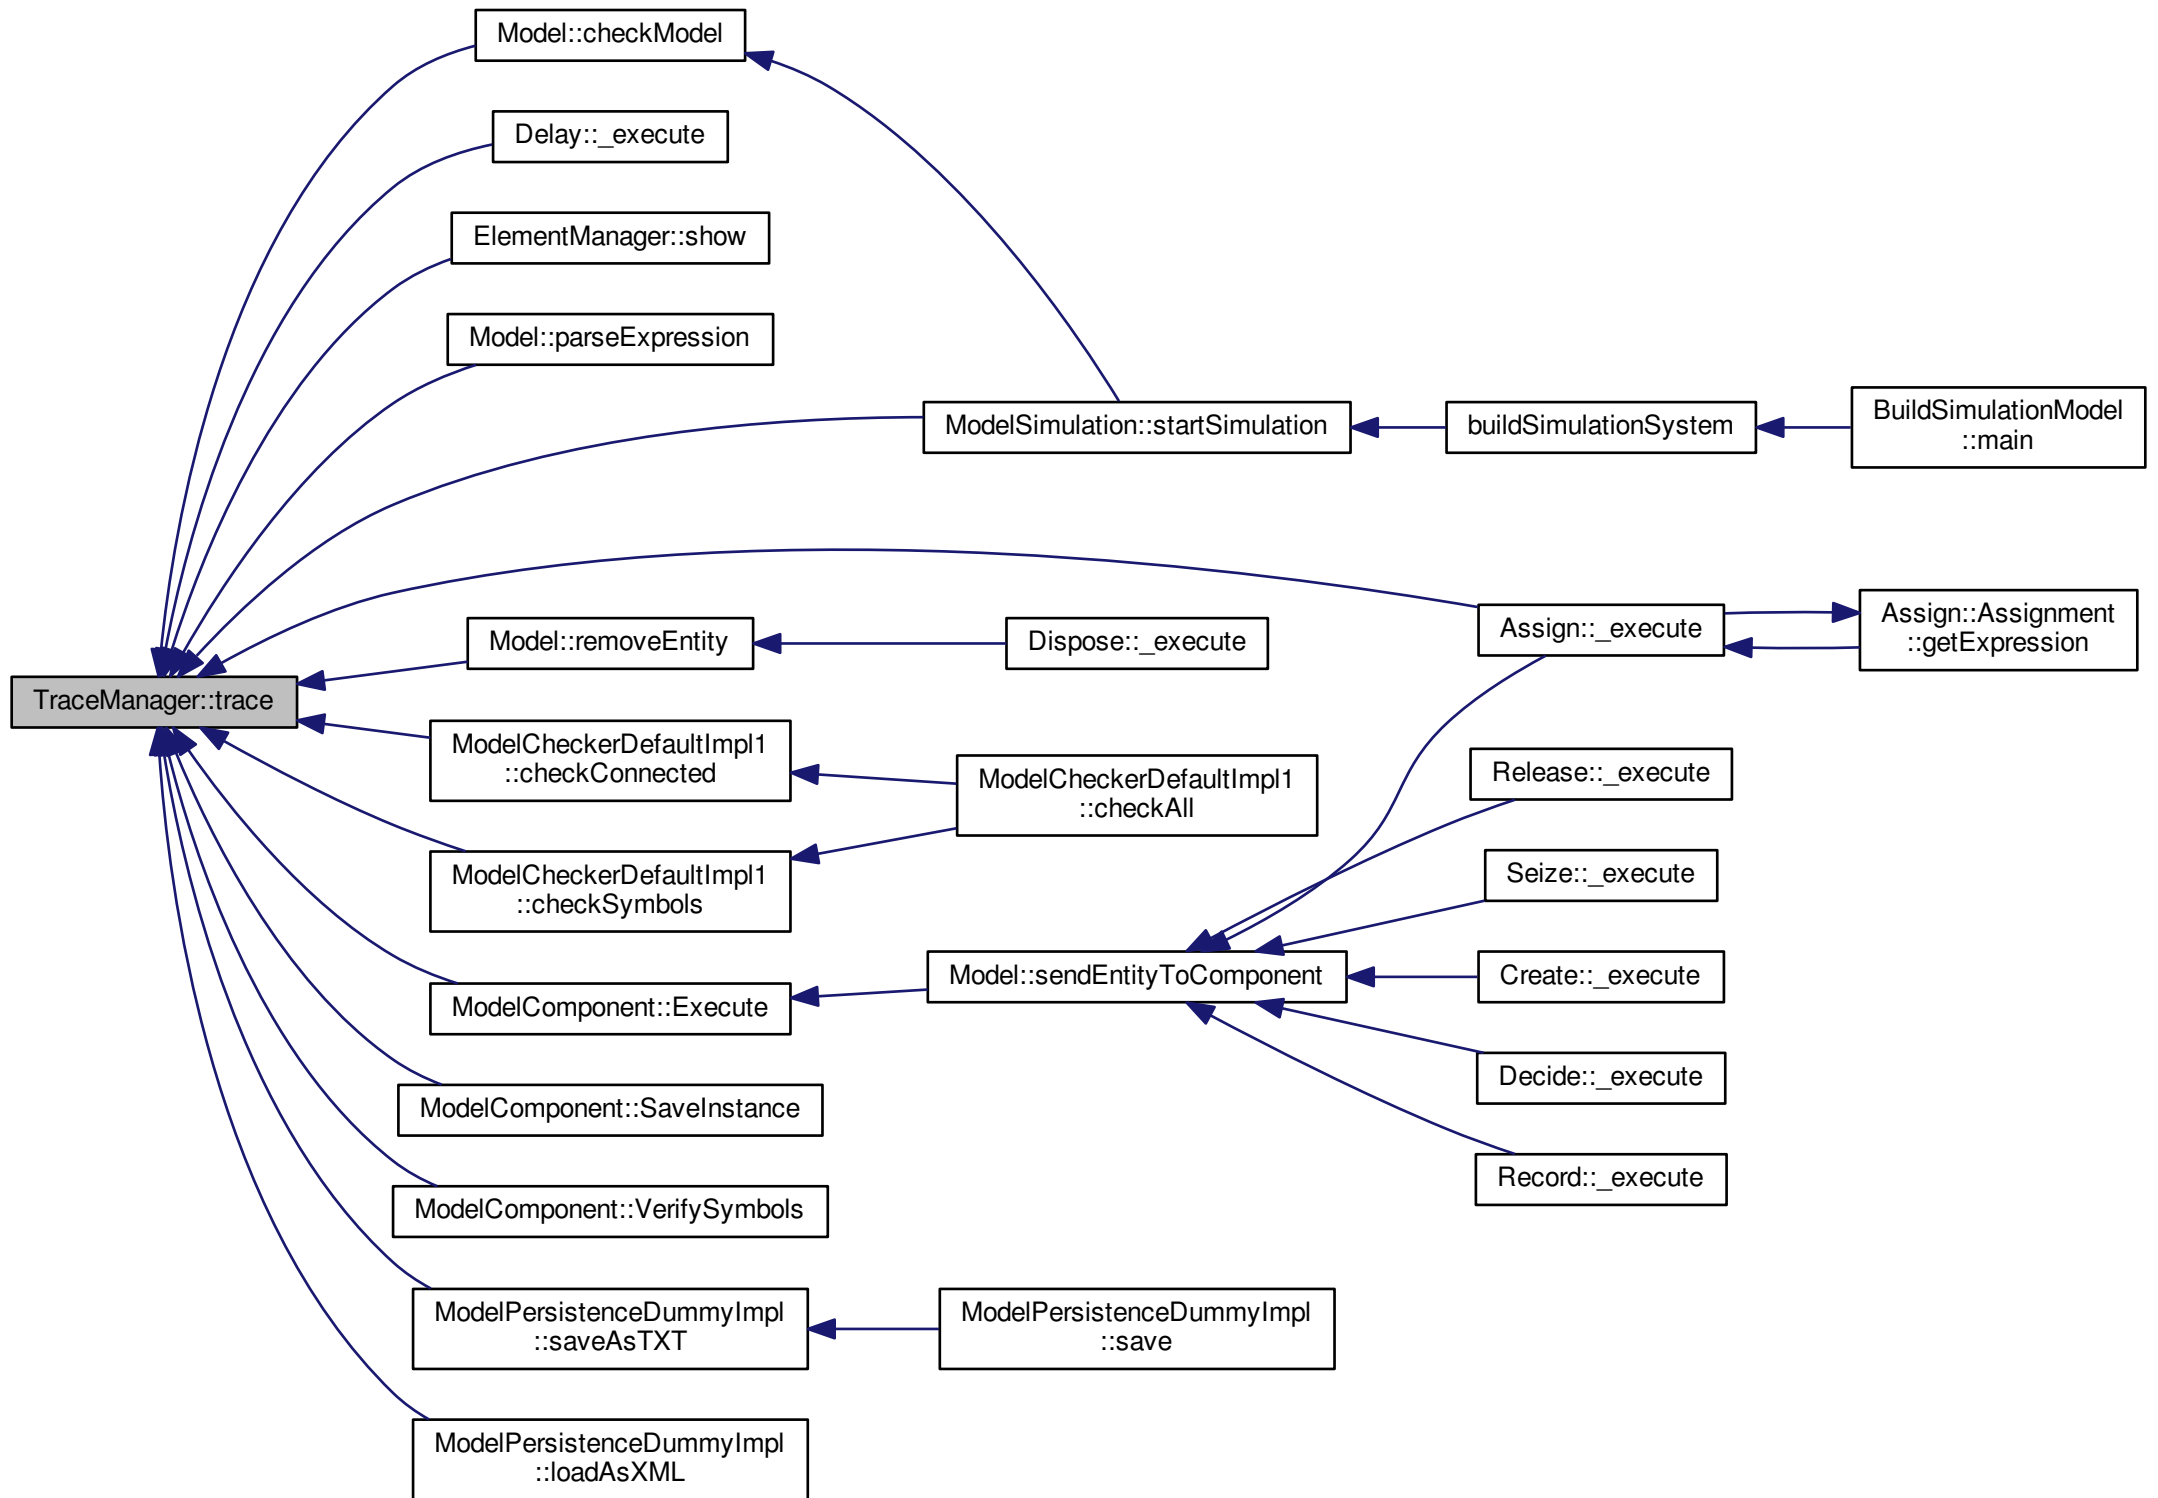 Model::checkModel
Delay::_execute
ElementManager::show
Model::parseExpression
ModelSimulation::startSimulation
buildSimulationSystem
BuildSimulationModel
::main
Assign::_execute
Assign::Assignment
::getExpression
Model::removeEntity
Dispose::_execute
TraceManager::trace
ModelCheckerDefaultImpl1
::checkConnected
ModelCheckerDefaultImpl1
::checkAll
Release::_execute
ModelCheckerDefaultImpl1
::checkSymbols
Seize::_execute
ModelComponent::Execute
Model::sendEntityToComponent
Create::_execute
Decide::_execute
ModelComponent::SaveInstance
Record::_execute
ModelComponent::VerifySymbols
ModelPersistenceDummyImpl
::saveAsTXT
ModelPersistenceDummyImpl
::save
ModelPersistenceDummyImpl
::loadAsXML